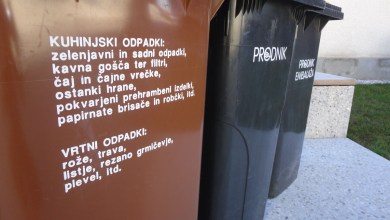 KUHINJSKI ODPADKI:
zelenjavni in sadni odpadki,
kavna gošča ter filtri,
čaj in čajne vrečke,
ostanki hrane,
pokvarjeni prehrambeni izdelki,
papirnate brisače in robčki, itd.
VRTNI ODPADKI:
rože, trava,
listje, rezano grmičevje,
plevel, itd.
PRODNIK
PRODNIK
EMBALAŽA